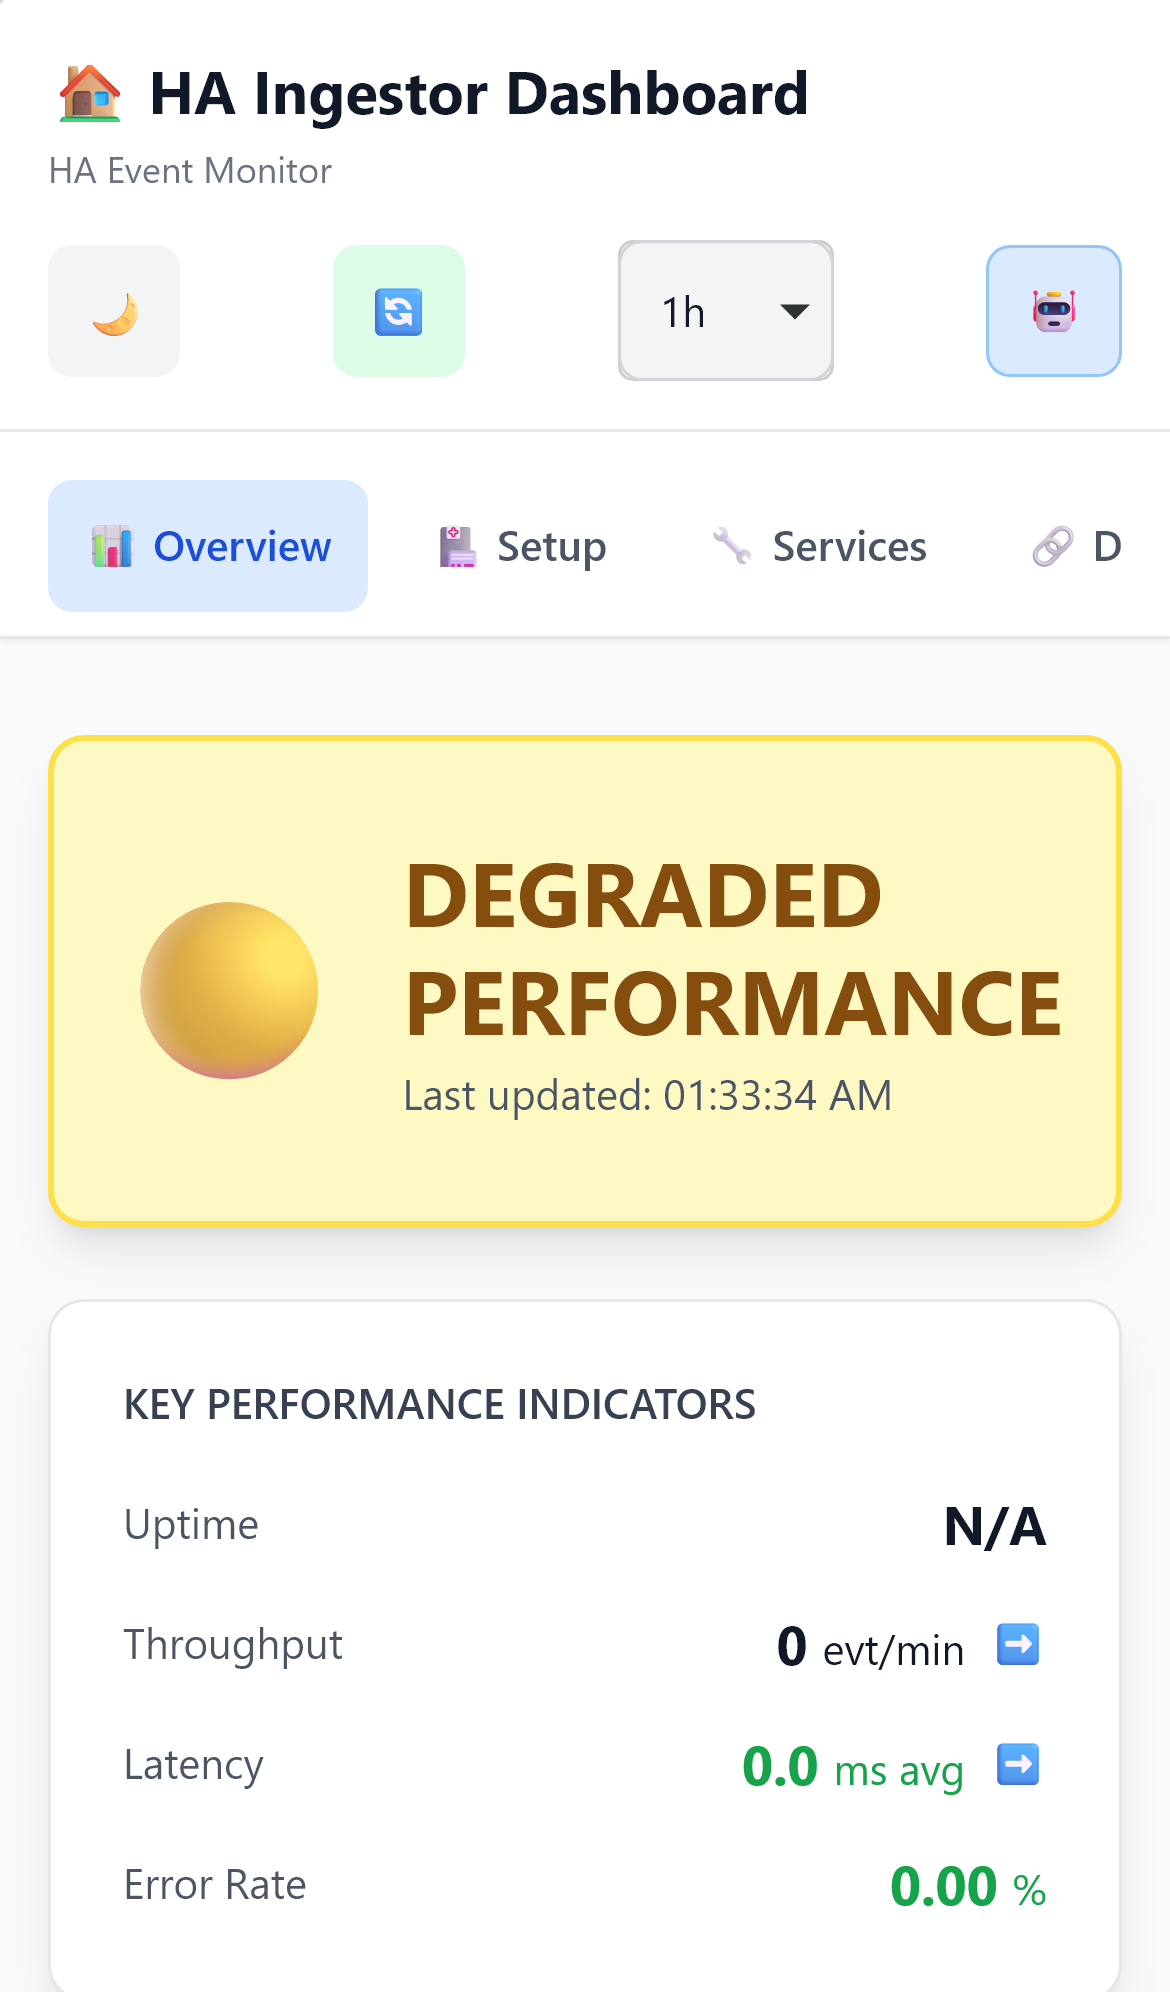 HA Ingestor Dashboard
HA Event Monitor
1h
Overview Setup Services D
DEGRADED
PERFORMANCE
Last updated: 01:33:34 AM
KEY PERFORMANCE INDICATORS
Uptime N/A
Throughput 0 evt/min
Latency 0.0 ms avg
Error Rate 0.00 %